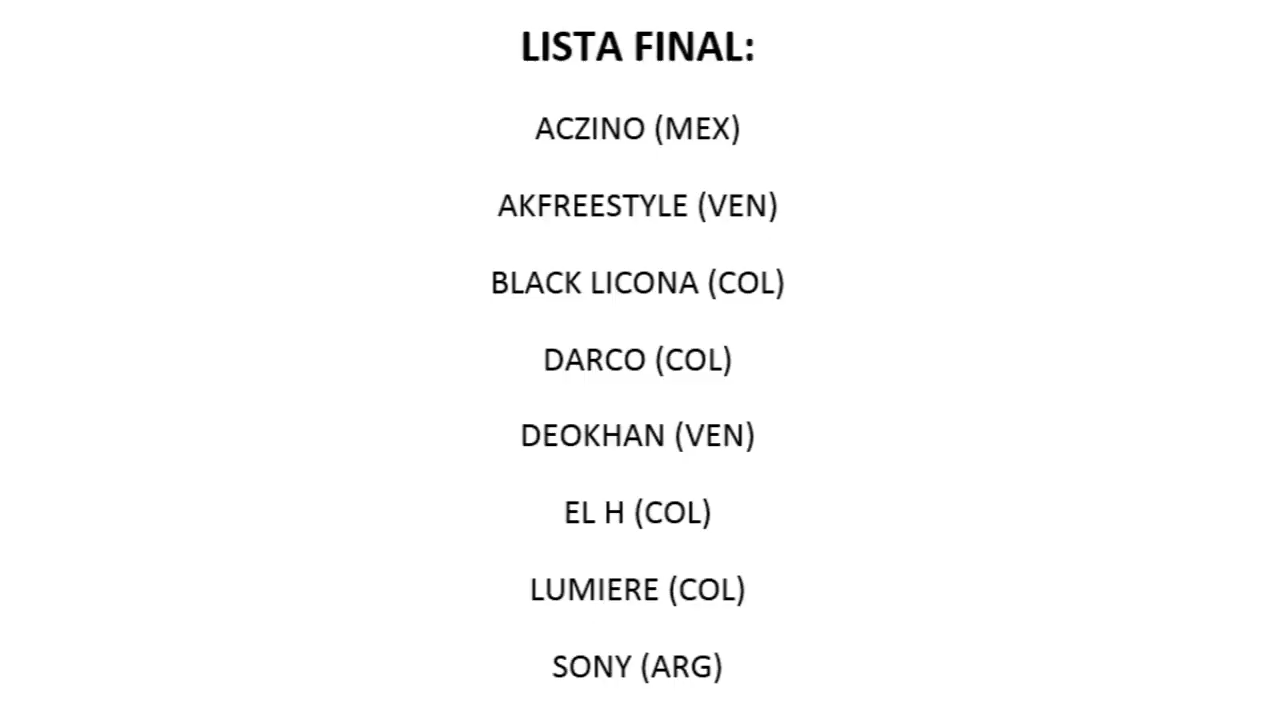 LISTA FINAL:
ACZINO (MEX)
AKFREESTYLE (VEN)
BLACK LICONA (COL)
DARCO (COL)
DEOKHAN (VEN)
EL H (COL)
LUMIERE (COL)
SONY (ARG)